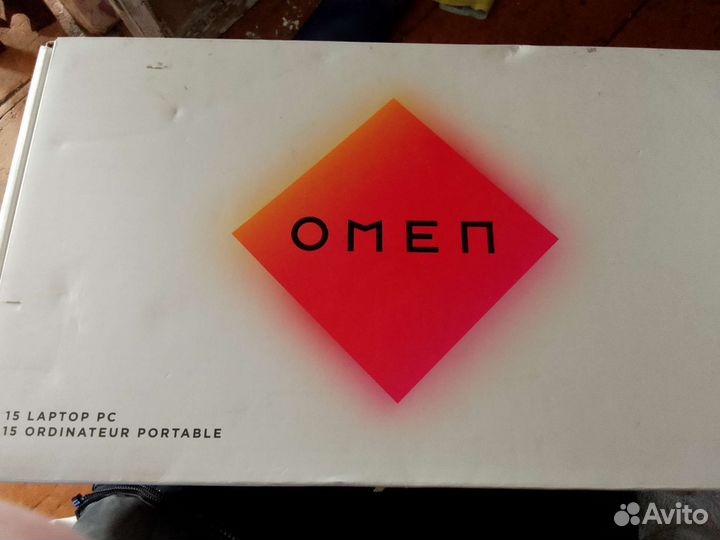 OMEN
15 LAPTOP PC
15 ORDINATEUR PORTABLE
Avito